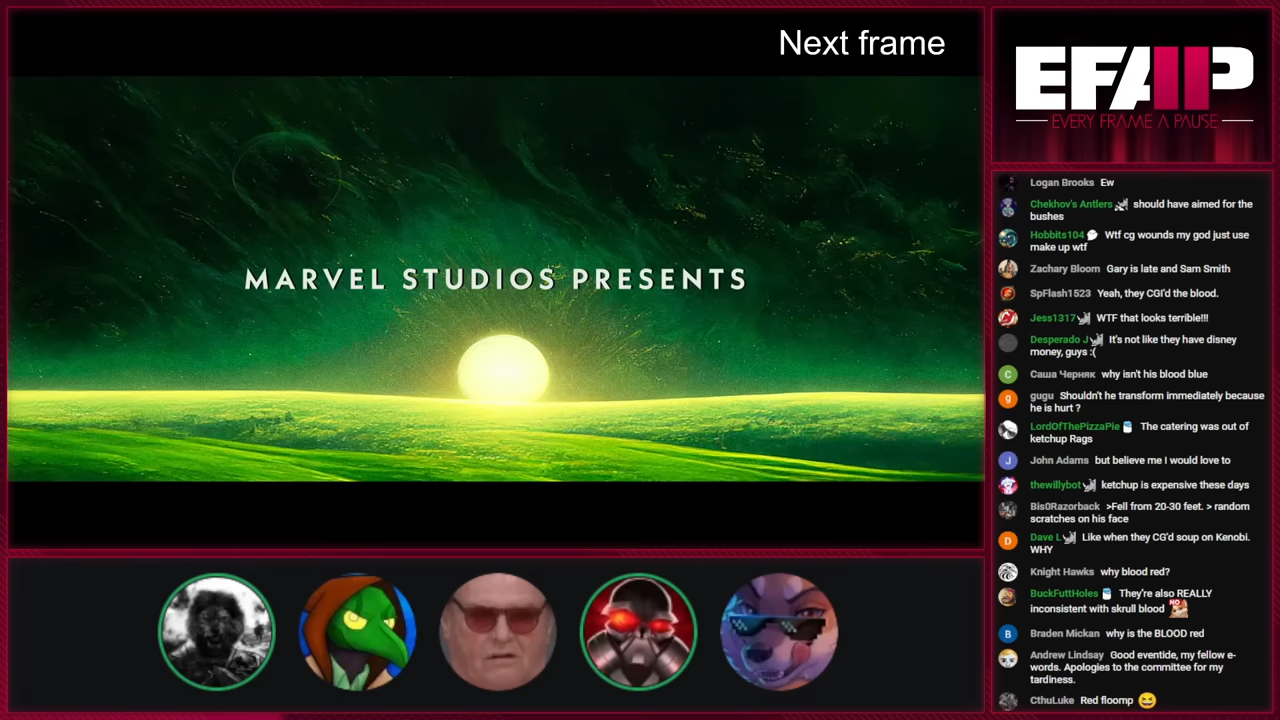 Next frame
MARVEL STUDIOS PRESENTS
EFAP
EVERY FRAME A PAUSE
Logan Brooks Ew
Chekhov's Antlers should have aimed for the
bushes
Hobbits104 Wtf cg wounds my god just use
make up wtf
Zachary Bloom Gary is late and Sam Smith
SpFlash1523 Yeah, they CGI'd the blood.
Jess1317 WTF that looks terrible!!!
Desperado J It's not like they have disney
money, guys :(
Саша Черняк why isn't his blood blue
gugu Shouldn't he transform immediately because
he is hurt ?
LordOfThePizzaPie The catering was out of
ketchup Rags
John Adams but believe me I would love to
thewillybot ketchup is expensive these days
Bis0Razorback >Fell from 20-30 feet. > random
scratches on his face
Dave L Like when they CG'd soup on Kenobi.
WHY
Knight Hawks why blood red?
BuckFuttHoles They're also REALLY
inconsistent with skrull blood NO
Braden Mickan why is the BLOOD red
Andrew Lindsay Good eventide, my fellow e-
words. Apologies to the committee for my
tardiness.
CthuLuke Red floomp